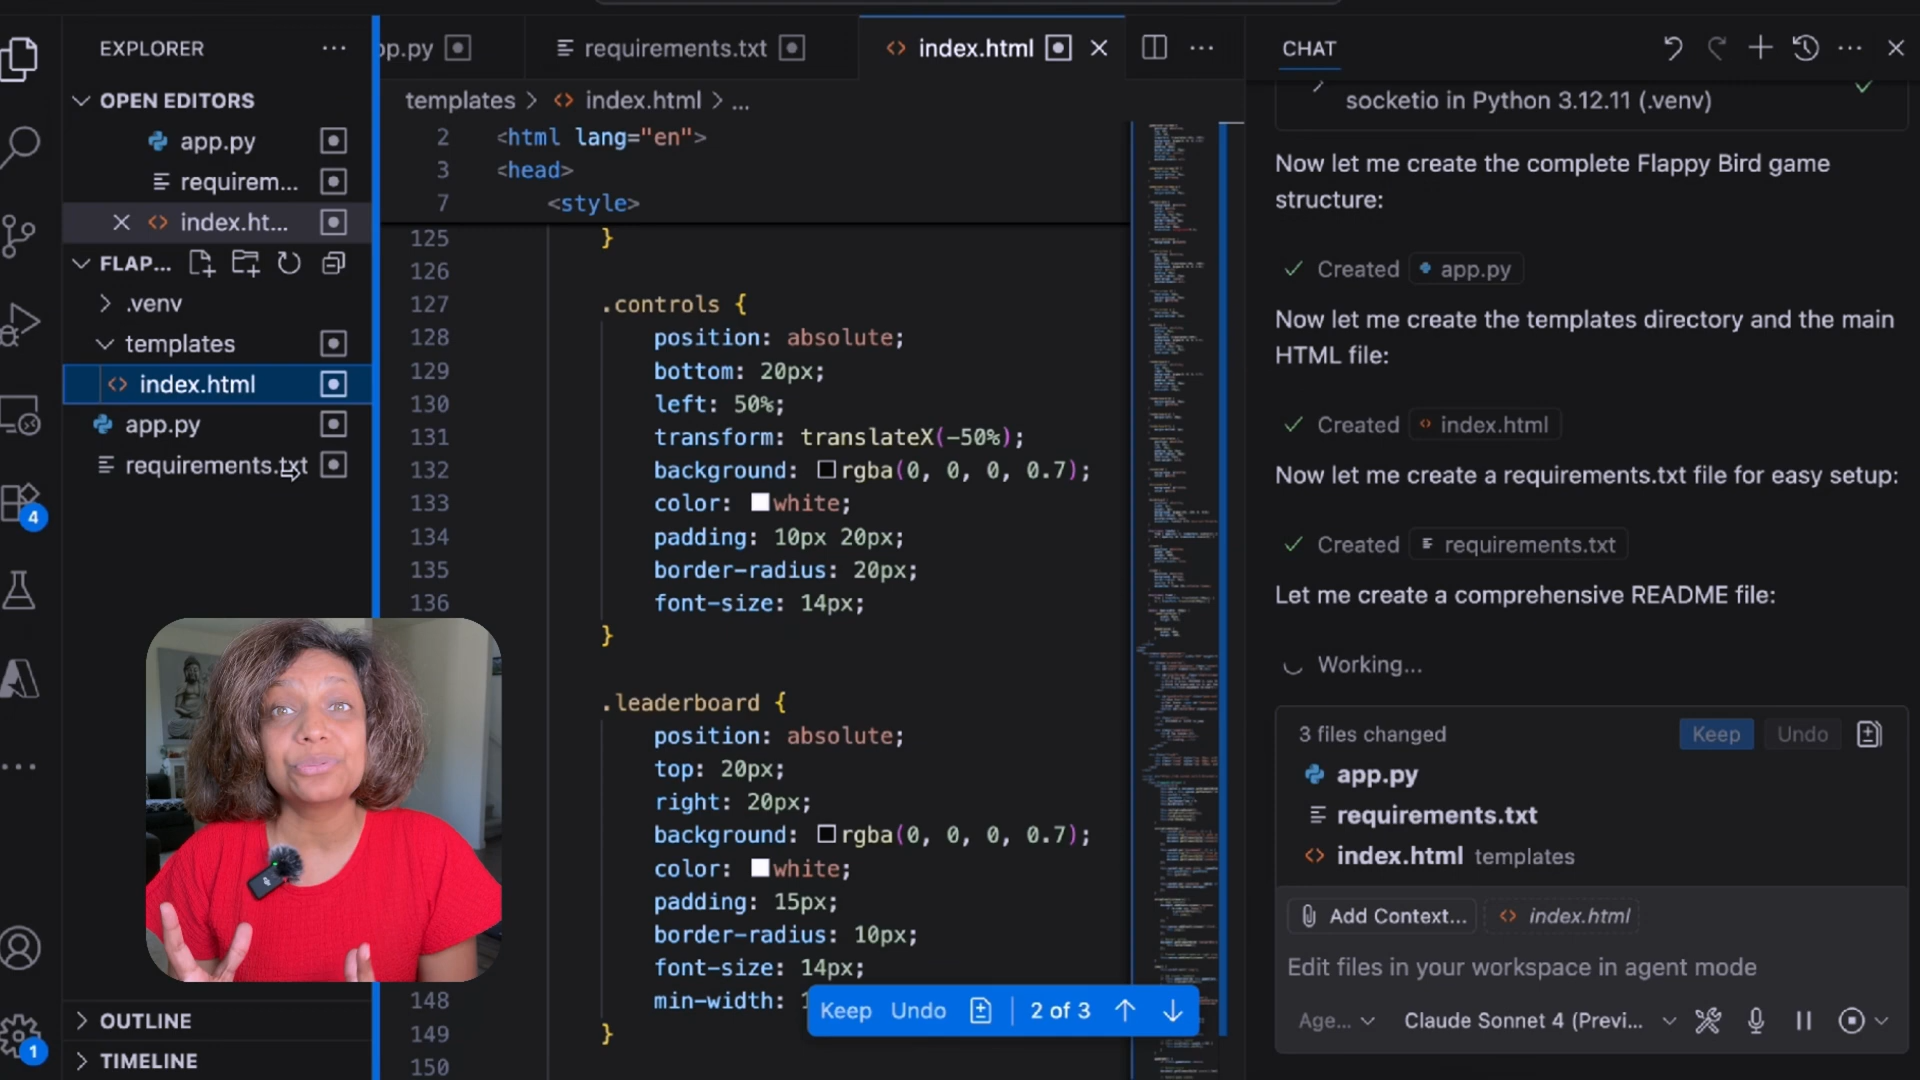 EXPLORER
OPEN EDITORS
app.py
requirem...
index.ht...
FLAP...
.venv
templates
index.html
app.py
requirements.txt
4
1
OUTLINE
TIMELINE
pp.py
requirements.txt
index.html
templates > index.html > ...
2 <html lang="en">
3 <head>
7 <style>
125 }
126
127 .controls {
128 position: absolute;
129 bottom: 20px;
130 left: 50%;
131 transform: translateX(-50%);
132 background: rgba(0, 0, 0, 0.7);
133 color: white;
134 padding: 10px 20px;
135 border-radius: 20px;
136 font-size: 14px;
}
.leaderboard {
position: absolute;
top: 20px;
right: 20px;
background: rgba(0, 0, 0, 0.7);
color: white;
padding: 15px;
border-radius: 10px;
font-size: 14px;
148 min-width:
149 }
150
Keep Undo 2 of 3
CHAT
socketio in Python 3.12.11 (.venv)
Now let me create the complete Flappy Bird game
structure:
Created app.py
Now let me create the templates directory and the main
HTML file:
Created index.html
Now let me create a requirements.txt file for easy setup:
Created requirements.txt
Let me create a comprehensive README file:
Working...
3 files changed Keep Undo
app.py
requirements.txt
index.html templates
Add Context... index.html
Edit files in your workspace in agent mode
Age... Claude Sonnet 4 (Previ...